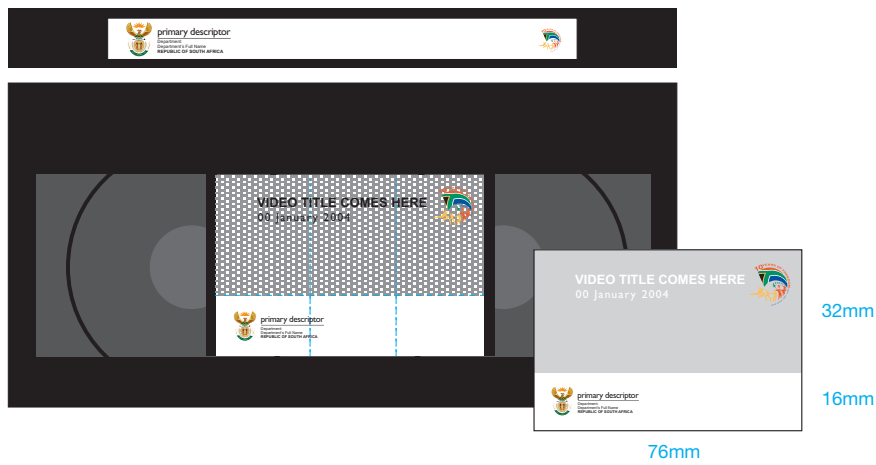 primary descriptor
Department:
Department's Full Name
REPUBLIC OF SOUTH AFRICA
VIDEO TITLE COMES HERE
00 January 2004
primary descriptor
Department:
Department's Full Name
REPUBLIC OF SOUTH AFRICA
VIDEO TITLE COMES HERE
00 January 2004
32mm
primary descriptor
Department:
Department's Full Name
REPUBLIC OF SOUTH AFRICA
16mm
76mm